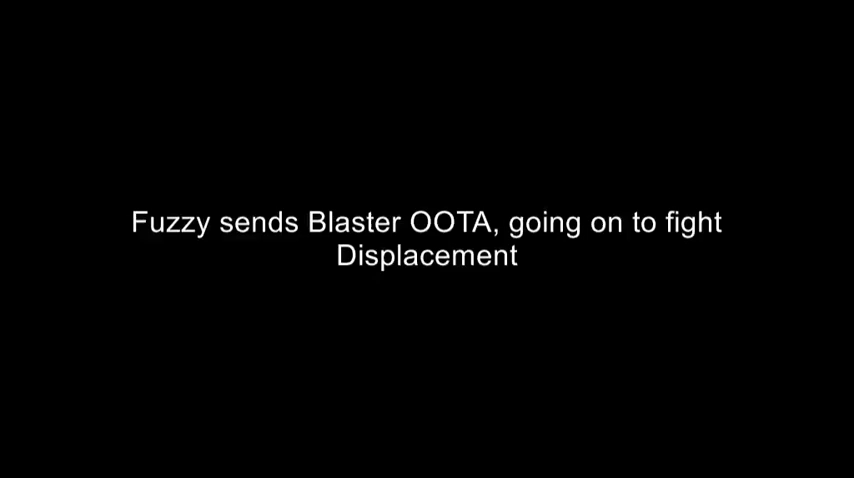 Fuzzy sends Blaster OOTA, going on to fight
Displacement